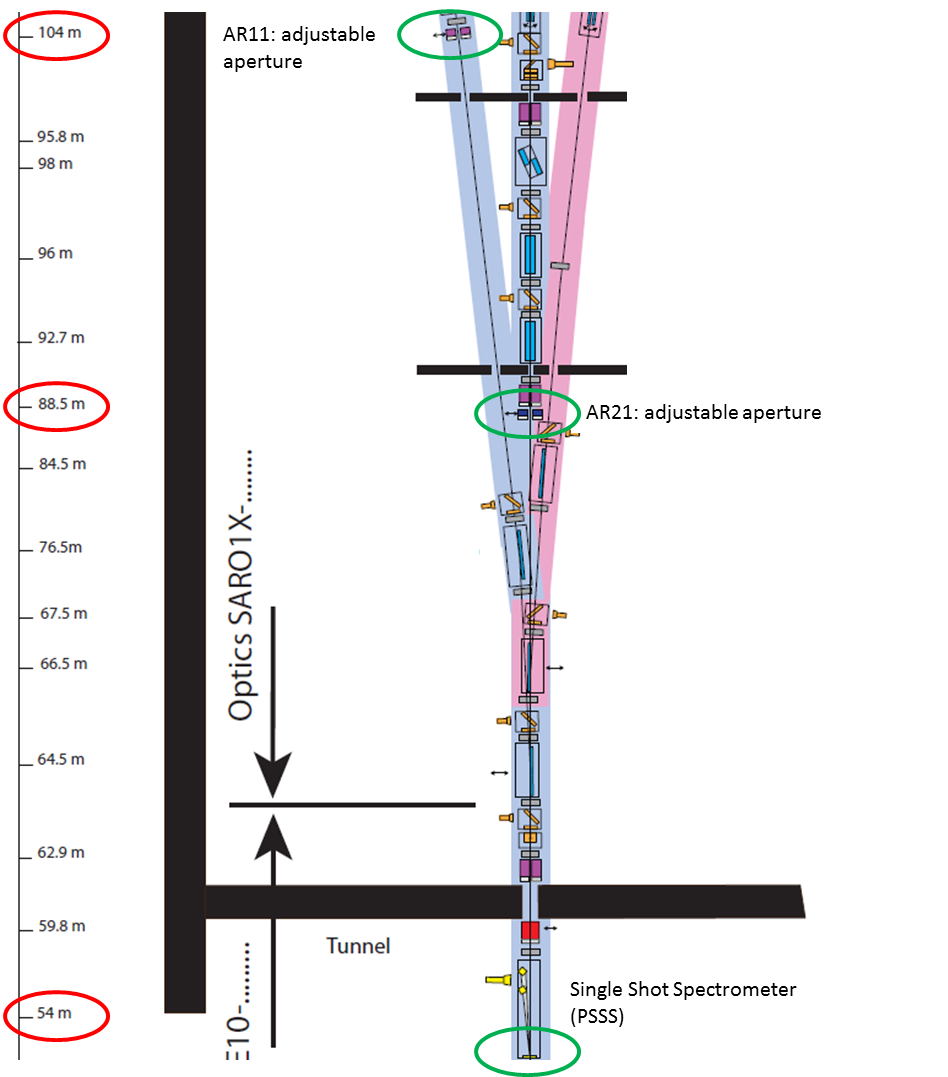 104 m
AR11: adjustable
aperture
95.8 m
98 m
96 m
92.7 m
88.5 m
AR21: adjustable aperture
84.5 m
76.5m
67.5 m
66.5 m
64.5 m
62.9 m
59.8 m
54 m
Optics SARO1X-........
Tunnel
E10-.........
Single Shot Spectrometer
(PSSS)